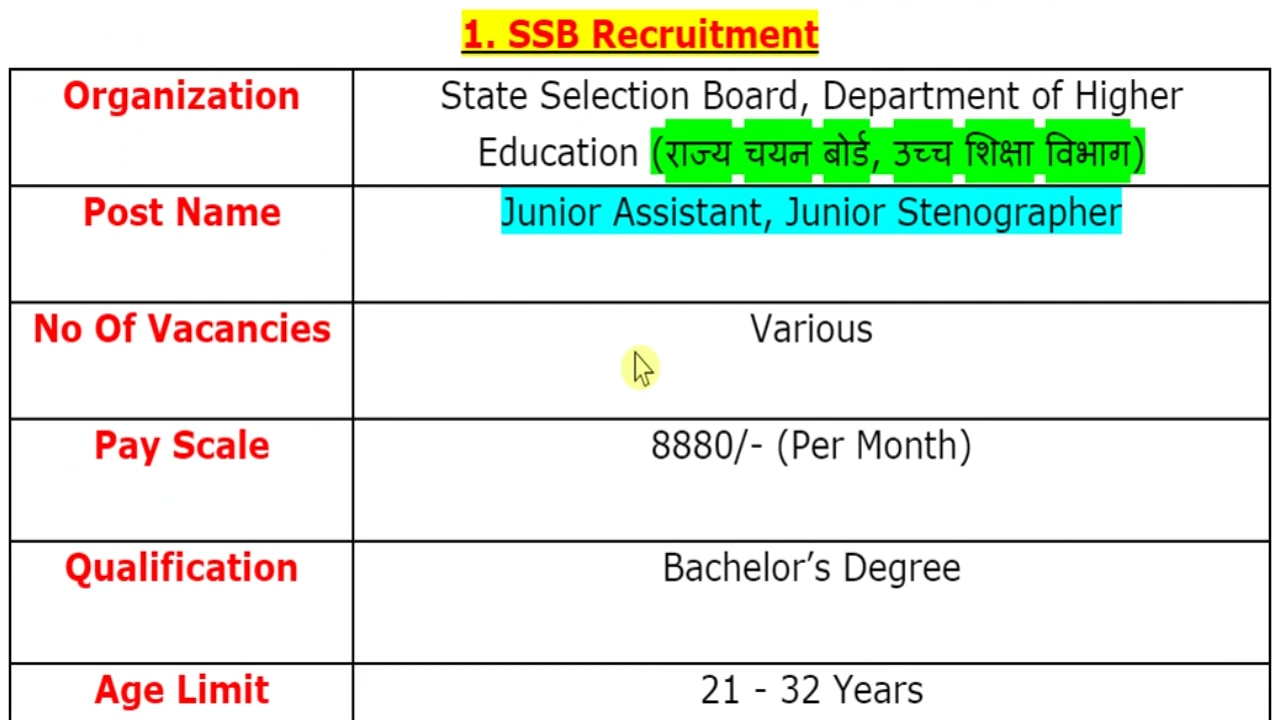 1. SSB Recruitment
Organization
State Selection Board, Department of Higher
Education (राज्य चयन बोर्ड, उच्च शिक्षा विभाग)
Post Name
Junior Assistant, Junior Stenographer
No Of Vacancies
Various
Pay Scale
8880/- (Per Month)
Qualification
Bachelor’s Degree
Age Limit
21 - 32 Years